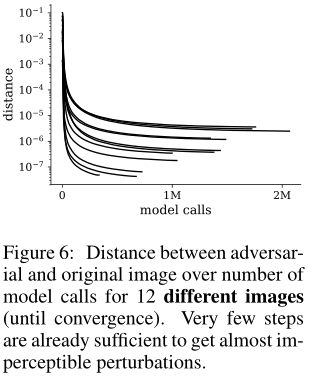 10⁻¹
10⁻²
10⁻³
10⁻⁴
10⁻⁵
10⁻⁶
10⁻⁷
distance
0 1M 2M
model calls
Figure 6: Distance between adversar-
ial and original image over number of
model calls for 12 different images
(until convergence). Very few steps
are already sufficient to get almost im-
perceptible perturbations.